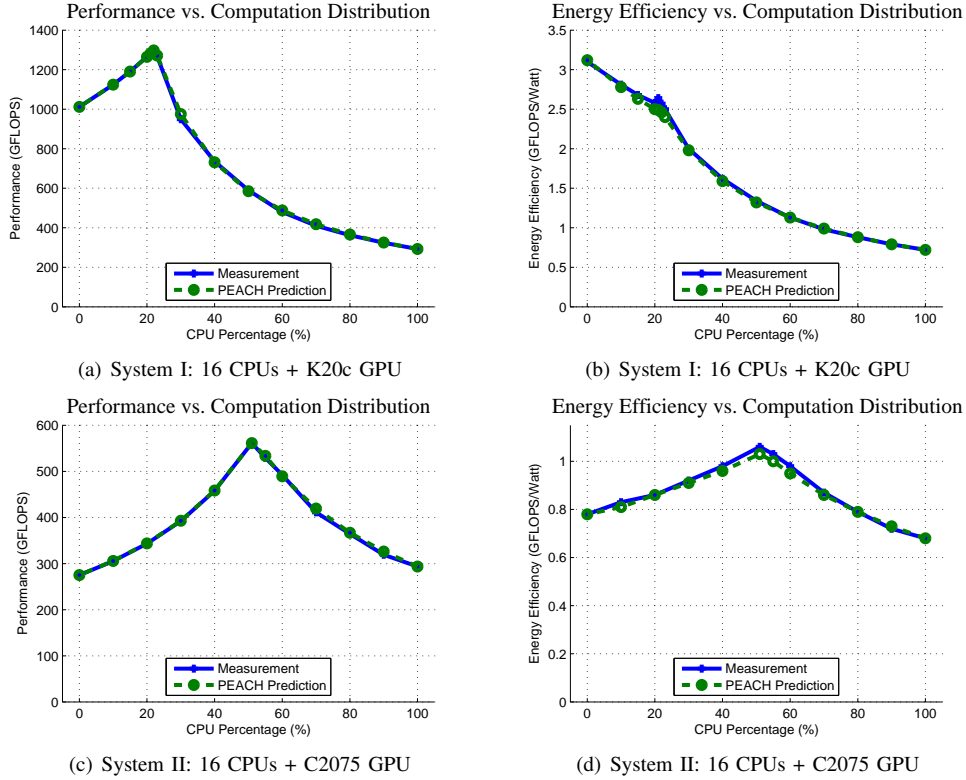 Performance vs. Computation Distribution
1400
1200
1000
800
600
400
200
0
Performance (GFLOPS)
Measurement
PEACH Prediction
0 20 40 60 80 100
CPU Percentage (%)
(a) System I: 16 CPUs + K20c GPU
Energy Efficiency vs. Computation Distribution
3.5
3
2.5
2
1.5
1
0.5
0
Energy Efficiency (GFLOPS/Watt)
Measurement
PEACH Prediction
0 20 40 60 80 100
CPU Percentage (%)
(b) System I: 16 CPUs + K20c GPU
Performance vs. Computation Distribution
600
500
400
300
200
100
0
Performance (GFLOPS)
Measurement
PEACH Prediction
0 20 40 60 80 100
CPU Percentage (%)
(c) System II: 16 CPUs + C2075 GPU
Energy Efficiency vs. Computation Distribution
1
0.8
0.6
0.4
0.2
0
Energy Efficiency (GFLOPS/Watt)
Measurement
PEACH Prediction
0 20 40 60 80 100
CPU Percentage (%)
(d) System II: 16 CPUs + C2075 GPU